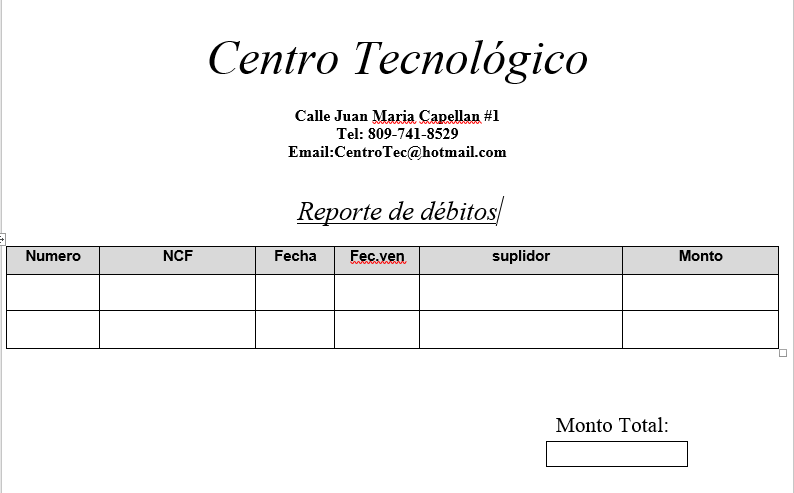 Centro Tecnológico
Calle Juan Maria Capellan #1
Tel: 809-741-8529
Email:CentroTec@hotmail.com
Reporte de débitos
Numero NCF Fecha Fec.ven suplidor Monto
Monto Total: